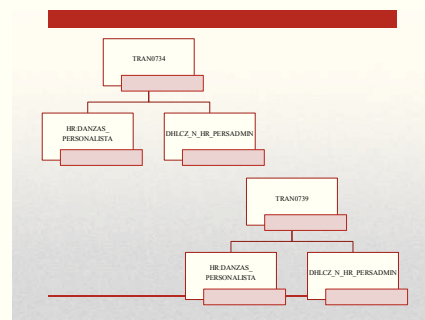 TRAN0734
HR:DANZAS_
PERSONALISTA
DHLCZ_N_HR_PERSADMIN
TRAN0739
HR:DANZAS_
PERSONALISTA
DHLCZ_N_HR_PERSADMIN